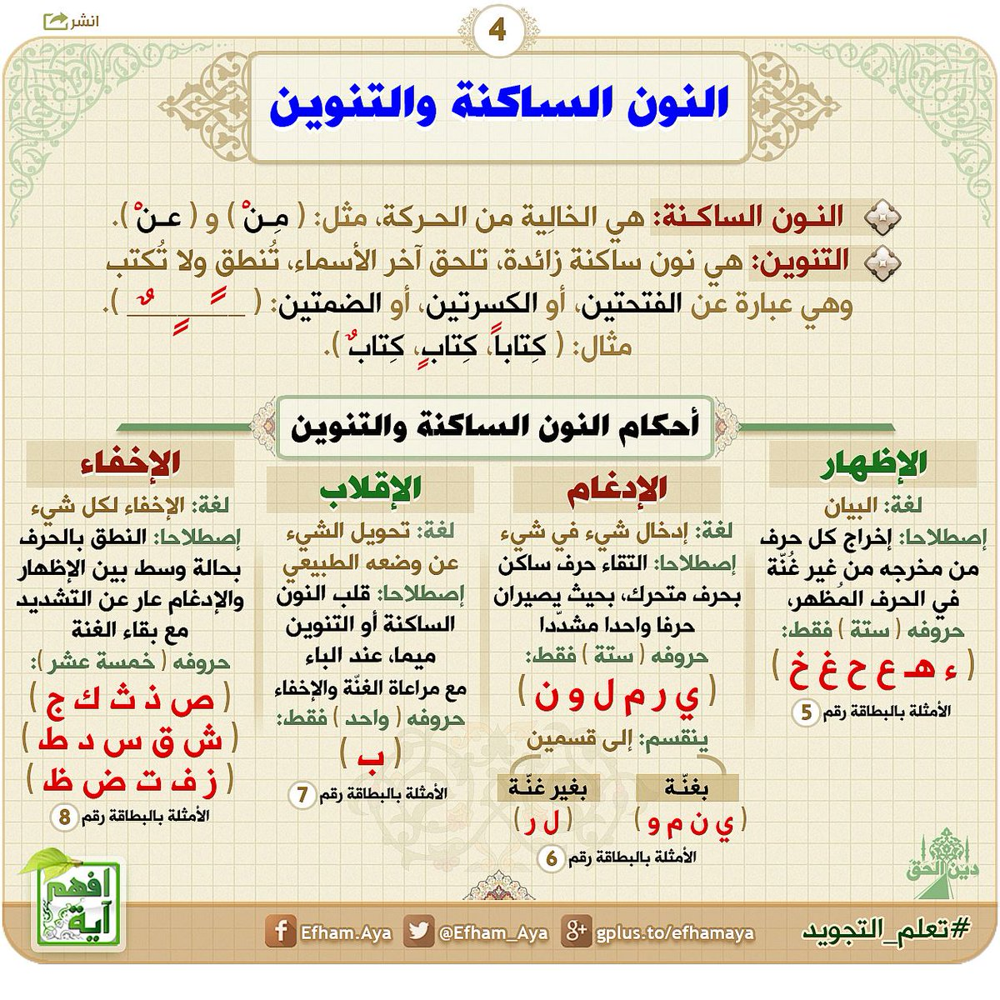 انشر
4
النون الساكنة والتنوين
النـون الساكـنة: هي الخالِية من الحـركة، مثل: ( مِـنْ ) و ( عـنْ ).
التنوين: هي نون ساكنة زائدة، تلحق آخر الأسماء، تُنطق ولا تُكتب
وهي عبارة عن الفتحتين، أو الكسرتين، أو الضمتين: ( ـًـ ـٍـ ـٌـ ).
مثال: ( كِتاباً، كِتابٍ، كِتابٌ ).
أحكام النون الساكنة والتنوين
الإظهار
لغة: البيان
إصطلاحا: إخراج كل حرف
من مخرجه من غير غُنّة
في الحرف المُظهر،
حروفه ( ستة ) فقط:
( ء هـ ع ح غ خ )
الأمثلة بالبطاقة رقم 5
الإدغام
لغة: إدخال شيء في شيء
إصطلاحا: التقاء حرف ساكن
بحرف متحرك، بحيث يصيران
حرفا واحدا مشدّدا
حروفه ( ستة ) فقط:
( ي ر م ل و ن )
ينقسم: إلى قسمين
بغنّـة
( ي ن م و )
بغير غنّـة
( ل ر )
الأمثلة بالبطاقة رقم 6
الإقلاب
لغة: تحويل الشيء
عن وضعه الطبيعي
إصطلاحا: قلب النون
الساكنة أو التنوين
ميما، عند الباء
مع مراعاة الغنّة والإخفاء
حروفه ( واحد ) فقط:
( ب )
الأمثلة بالبطاقة رقم 7
الإخفاء
لغة: الإخفاء لكل شيء
إصطلاحا: النطق بالحرف
بحالة وسط بين الإظهار
والإدغام عار عن التشديد
مع بقاء الغنة
حروفه ( خمسة عشر ):
( ص ذ ث ك ج )
( ش ق س د ط )
( ز ف ت ض ظ )
الأمثلة بالبطاقة رقم 8
دين الحق
افهم
آية
Efham.Aya
@Efham_Aya
gplus.to/efhamaya
#تعلم_التجويد